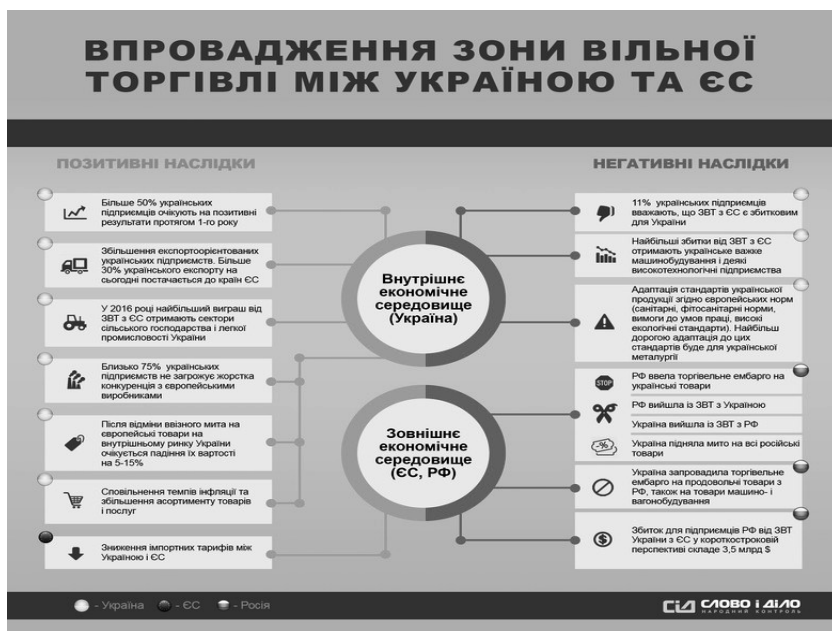 ВПРОВАДЖЕННЯ ЗОНИ ВІЛЬНОЇ
ТОРГІВЛІ МІЖ УКРАЇНОЮ ТА ЄС
ПОЗИТИВНІ НАСЛІДКИ
Більше 50% українських
підприємців очікують на позитивні
результати протягом 1-го року
Збільшення експортоорієнтованих
українських підприємств. Більше
30% українського експорту на
сьогодні постачається до країн ЄС
У 2016 році найбільший виграш від
ЗВТ з ЄС отримають сектори
сільського господарства і легкої
промисловості України
Близько 75% українських
підприємств не загрожує жорстка
конкуренція з європейськими
виробниками
Після відміни ввізного мита на
європейські товари на
внутрішньому ринку України
очікується падіння їх вартості
на 5-15%
Сповільнення темпів інфляції та
збільшення асортименту товарів
і послуг
Зниження імпортних тарифів між
Україною і ЄС
Внутрішнє
економічне
середовище
(Україна)
Зовнішнє
економічне
середовище
(ЄС, РФ)
НЕГАТИВНІ НАСЛІДКИ
11% українських підприємців
вважають, що ЗВТ з ЄС є збитковим
для України
Найбільші збитки від ЗВТ з ЄС
отримають українське важке
машинобудування і деякі
високотехнологічні підприємства
Адаптація стандартів української
продукції згідно європейських норм
(санітарні, фітосанітарні норми,
вимоги до умов праці, високі
екологічні стандарти). Найбільш
дорогою адаптація до цих
стандартів буде для української
металургії
STOP
РФ ввела торгівельне ембарго на
українські товари
РФ вийшла із ЗВТ з Україною
Україна вийшла із ЗВТ з РФ
-%
Україна підняла мито на всі російські
товари
Україна запровадила торгівельне
ембарго на продовольчі товари з
РФ, також на товари машино- і
вагонобудування
$
Збиток для підприємців РФ від ЗВТ
України з ЄС у короткостроковій
перспективі складе 3,5 млрд $
- Україна - ЄС - Росія
СІД СЛОВО І ДІЛО
НАРОДНИЙ КОНТРОЛЬ